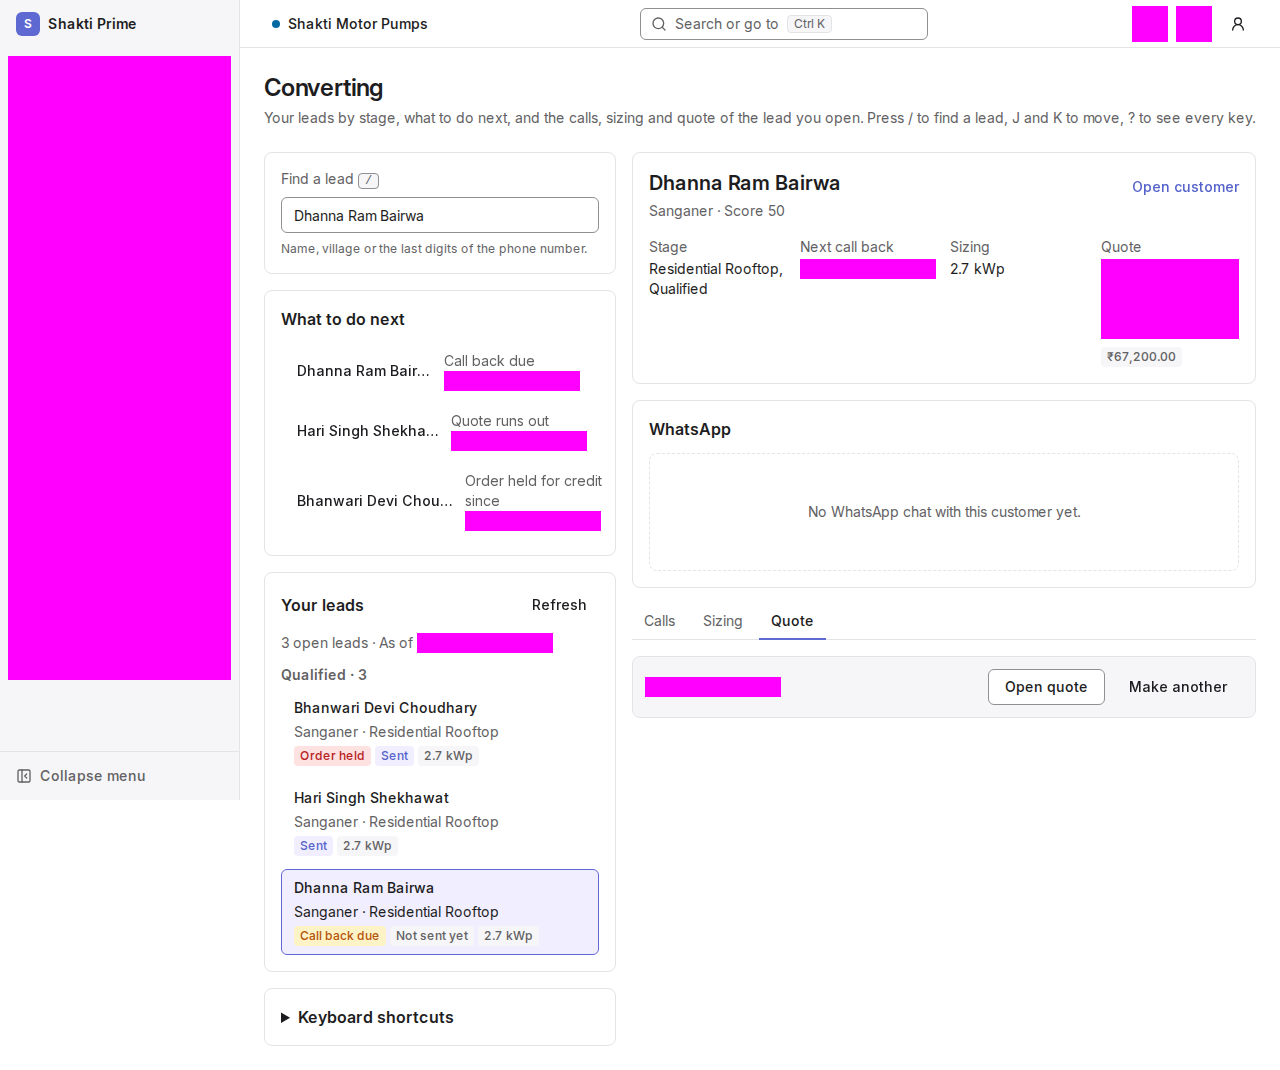 S Shakti Prime
Shakti Motor Pumps
Search or go to Ctrl K
Converting
Your leads by stage, what to do next, and the calls, sizing and quote of the lead you open. Press / to find a lead, J and K to move, ? to see every key.
Find a lead /
Dhanna Ram Bairwa
Name, village or the last digits of the phone number.
What to do next
Dhanna Ram Bair…
Call back due
Hari Singh Shekha…
Quote runs out
Bhanwari Devi Chou…
Order held for credit
since
Your leads
Refresh
3 open leads · As of
Qualified · 3
Bhanwari Devi Choudhary
Sanganer · Residential Rooftop
Order held Sent 2.7 kWp
Hari Singh Shekhawat
Sanganer · Residential Rooftop
Sent 2.7 kWp
Dhanna Ram Bairwa
Sanganer · Residential Rooftop
Call back due Not sent yet 2.7 kWp
Keyboard shortcuts
Dhanna Ram Bairwa
Open customer
Sanganer · Score 50
Stage
Residential Rooftop,
Qualified
Next call back
Sizing
2.7 kWp
Quote
₹67,200.00
WhatsApp
No WhatsApp chat with this customer yet.
Calls Sizing Quote
Open quote Make another
Collapse menu